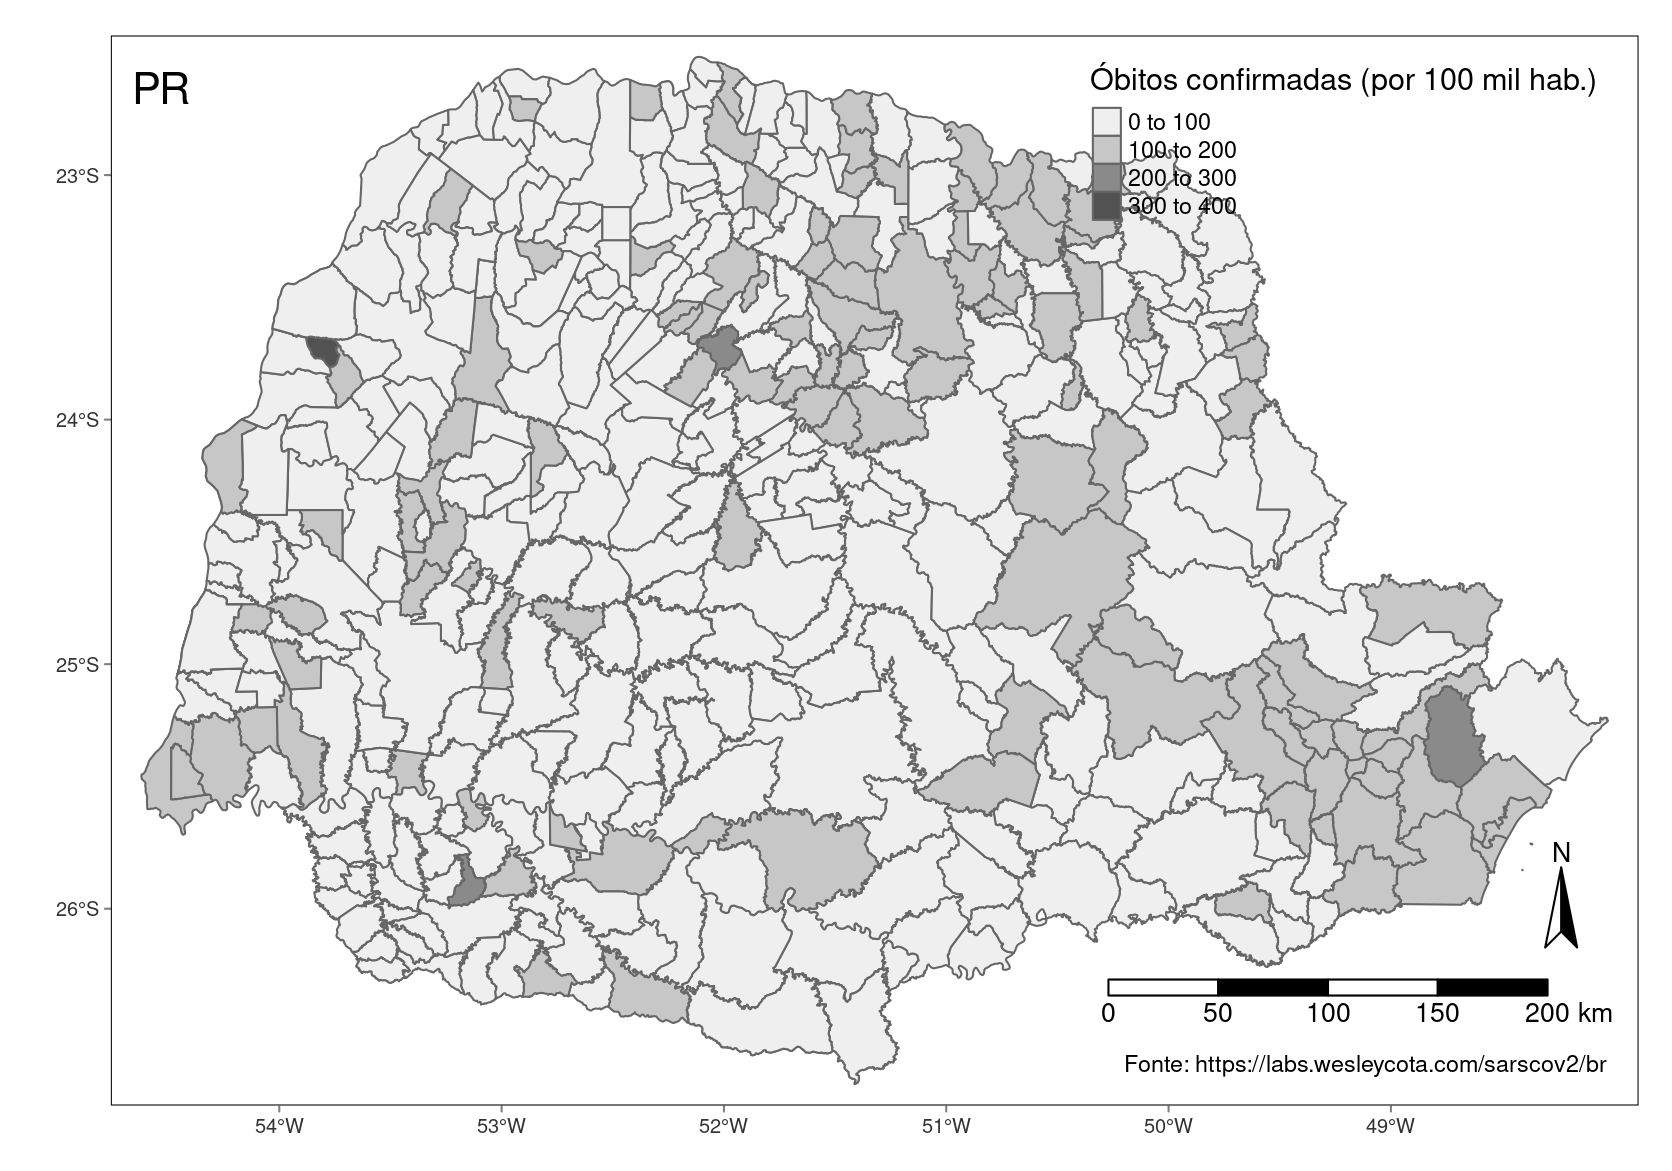 PR
Óbitos confirmadas (por 100 mil hab.)
0 to 100
100 to 200
200 to 300
300 to 400
23°S
24°S
25°S
26°S
N
0 50 100 150 200 km
Fonte: https://labs.wesleycota.com/sarscov2/br
54°W 53°W 52°W 51°W 50°W 49°W